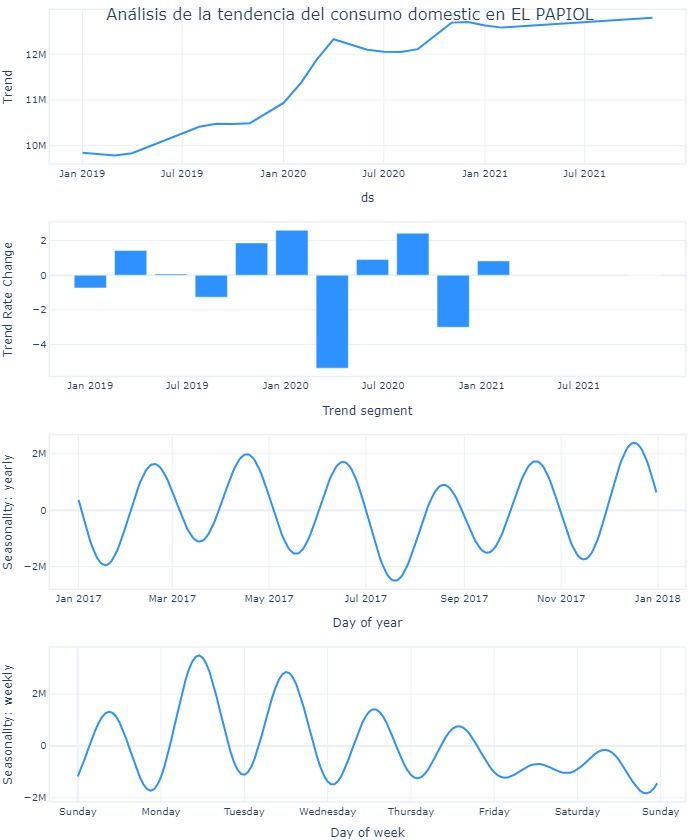 Análisis de la tendencia del consumo domestic en EL PAPIOL
12M
11M
10M
Trend
Jan 2019 Jul 2019 Jan 2020 Jul 2020 Jan 2021 Jul 2021
ds
2
0
−2
−4
Trend Rate Change
Jan 2019 Jul 2019 Jan 2020 Jul 2020 Jan 2021 Jul 2021
Trend segment
2M
0
−2M
Seasonality: yearly
Jan 2017 Mar 2017 May 2017 Jul 2017 Sep 2017 Nov 2017 Jan 2018
Day of year
2M
0
−2M
Seasonality: weekly
Sunday Monday Tuesday Wednesday Thursday Friday Saturday Sunday
Day of week